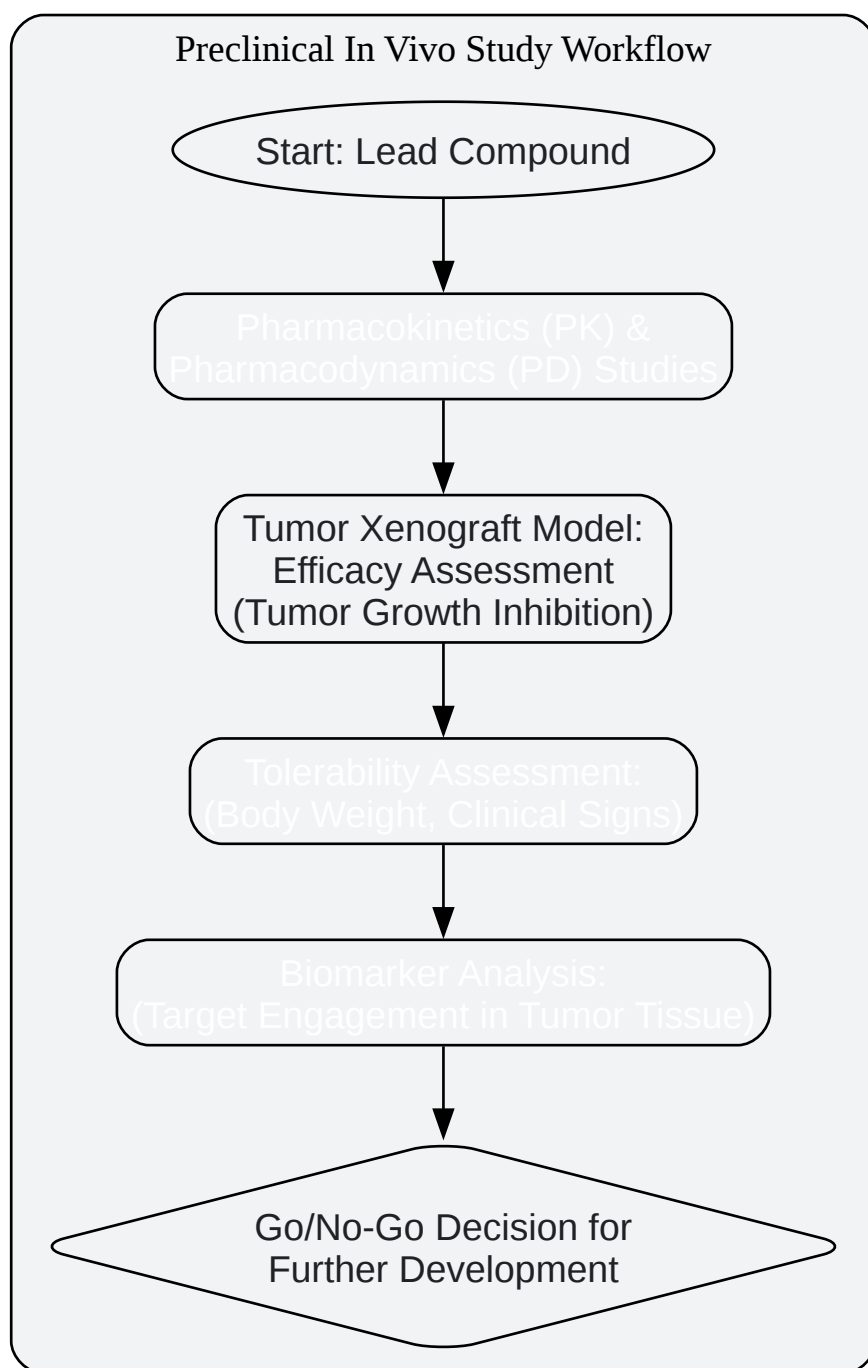 Preclinical In Vivo Study Workflow
Start: Lead Compound
Pharmacokinetics (PK) &
Pharmacodynamics (PD) Studies
Tumor Xenograft Model:
Efficacy Assessment
(Tumor Growth Inhibition)
Tolerability Assessment:
(Body Weight, Clinical Signs)
Biomarker Analysis:
(Target Engagement in Tumor Tissue)
Go/No-Go Decision for
Further Development